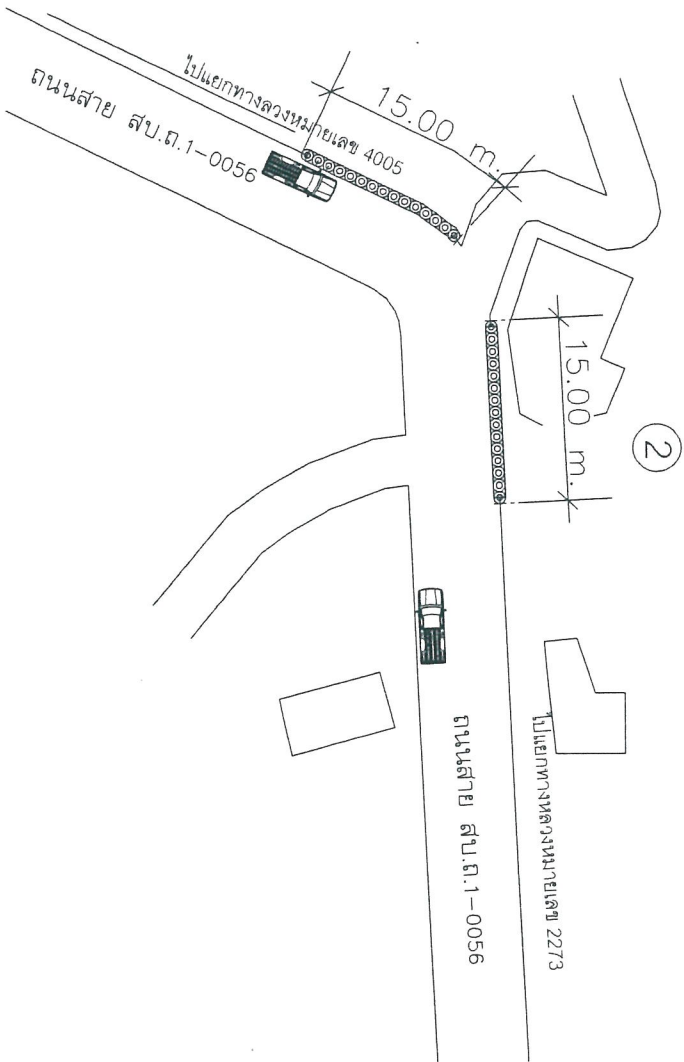 ไปแยกทางลวงหมายเลข 4005
ถนนสาย สบ.ถ.1-0056
15.00 m.
15.00 m.
2
ถนนสาย สบ.ถ.1-0056
ไปแยกทางหลวงหมายเลข 2273